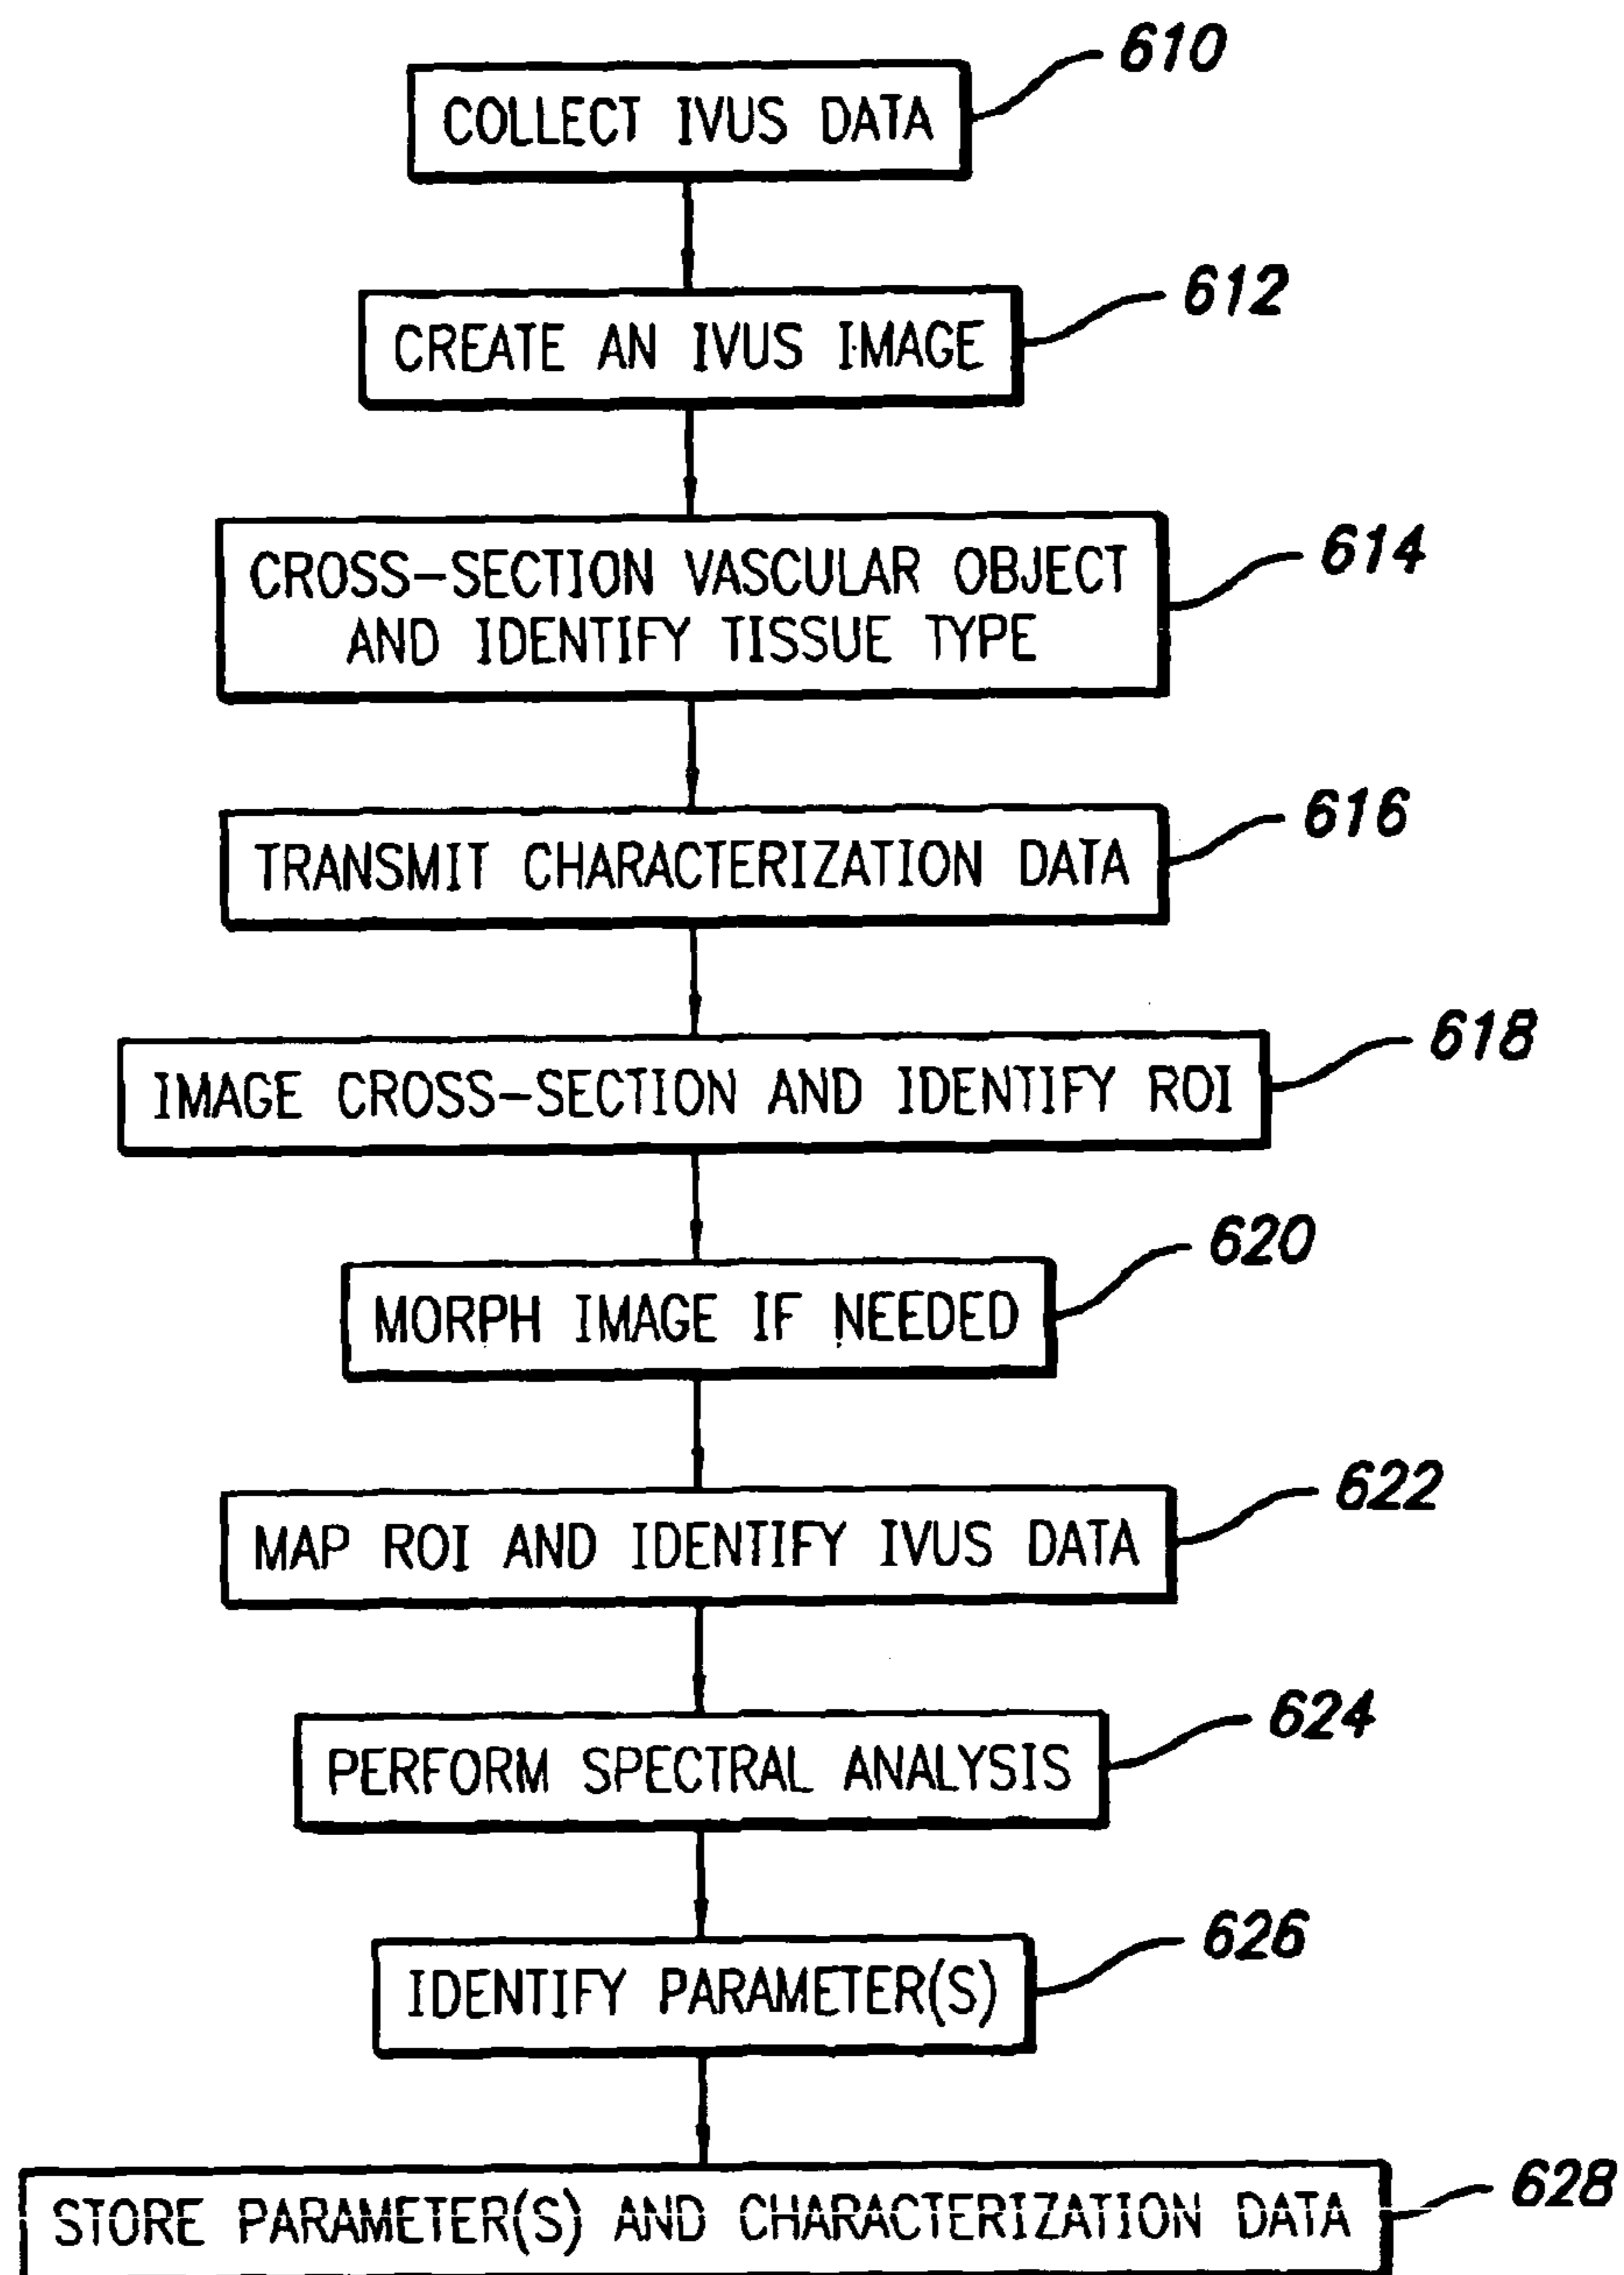 610
COLLECT IVUS DATA
612
CREATE AN IVUS IMAGE
614
CROSS-SECTION VASCULAR OBJECT
AND IDENTIFY TISSUE TYPE
616
TRANSMIT CHARACTERIZATION DATA
618
IMAGE CROSS-SECTION AND IDENTIFY ROI
620
MORPH IMAGE IF NEEDED
622
MAP ROI AND IDENTIFY IVUS DATA
624
PERFORM SPECTRAL ANALYSIS
626
IDENTIFY PARAMETER(S)
628
STORE PARAMETER(S) AND CHARACTERIZATION DATA